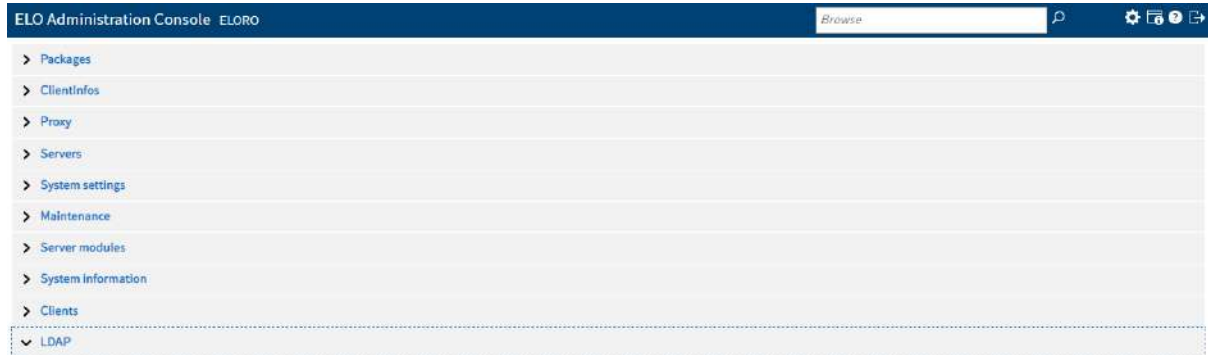 ELO Administration Console ELORO
Browse
Packages
ClientInfos
Proxy
Servers
System settings
Maintenance
Server modules
System information
Clients
LDAP